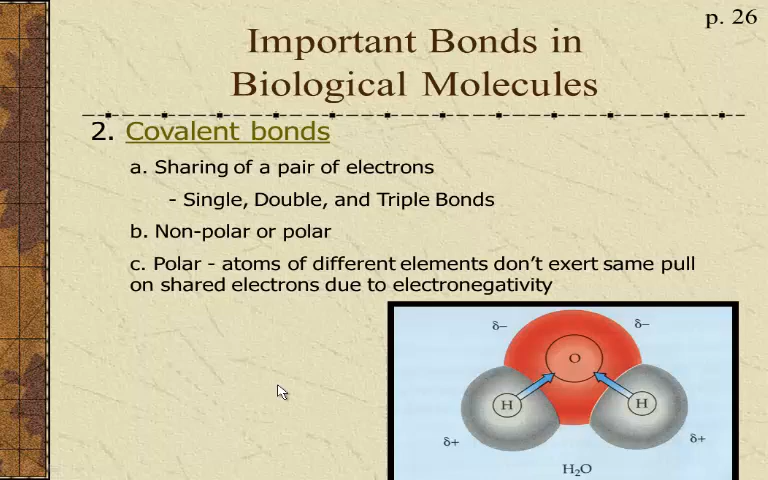 p. 26
Important Bonds in
Biological Molecules
2. Covalent bonds
a. Sharing of a pair of electrons
- Single, Double, and Triple Bonds
b. Non-polar or polar
c. Polar - atoms of different elements don't exert same pull
on shared electrons due to electronegativity
δ– δ–
O
H H
δ+ δ+
H₂O